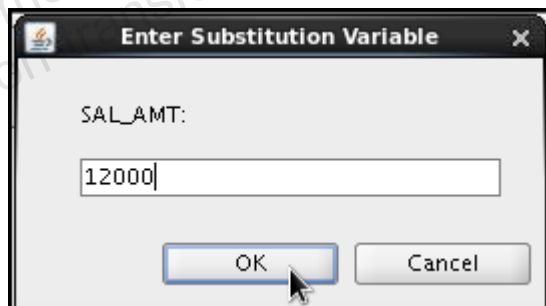 Enter Substitution Variable
SAL_AMT:
12000
OK
Cancel